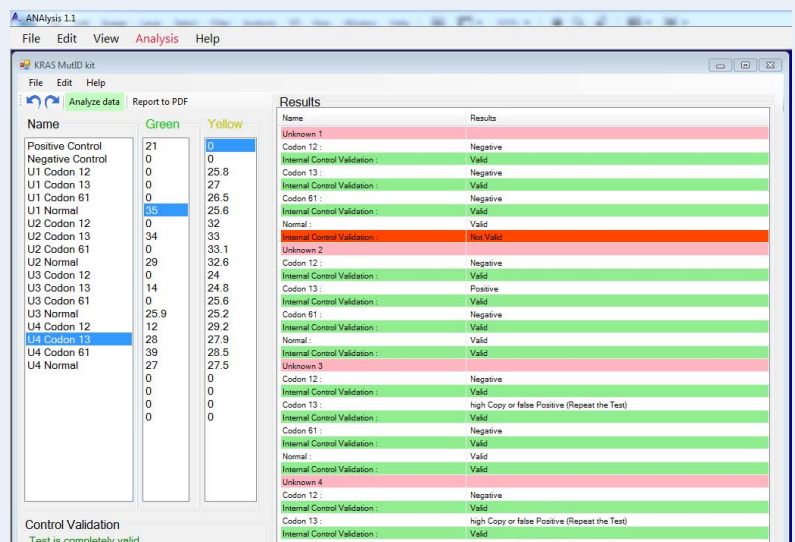 ANAlysis 1.1
File Edit View Analysis Help
KRAS MutID kit
File Edit Help
Analyze data Report to PDF
Name Green Yellow
Positive Control 21 0
Negative Control 0 0
U1 Codon 12 0 25.8
U1 Codon 13 0 27
U1 Codon 61 0 26.5
U1 Normal 35 25.6
U2 Codon 12 0 32
U2 Codon 13 34 33
U2 Codon 61 0 33.1
U2 Normal 29 32.6
U3 Codon 12 0 24
U3 Codon 13 14 24.8
U3 Codon 61 0 25.6
U3 Normal 25.9 25.2
U4 Codon 12 12 29.2
U4 Codon 13 28 27.9
U4 Codon 61 39 28.5
U4 Normal 27 27.5
0 0
0 0
0 0
0 0
Control Validation
Test is completely valid
Results
Name Results
Unknown 1
Codon 12 : Negative
Internal Control Validation : Valid
Codon 13 : Negative
Internal Control Validation : Valid
Codon 61 : Negative
Internal Control Validation : Valid
Normal : Valid
Internal Control Validation : Not Valid
Unknown 2
Codon 12 : Negative
Internal Control Validation : Valid
Codon 13 : Positive
Internal Control Validation : Valid
Codon 61 : Negative
Internal Control Validation : Valid
Normal : Valid
Internal Control Validation : Valid
Unknown 3
Codon 12 : Negative
Internal Control Validation : Valid
Codon 13 : high Copy or false Positive (Repeat the Test)
Internal Control Validation : Valid
Codon 61 : Negative
Internal Control Validation : Valid
Normal : Valid
Internal Control Validation : Valid
Unknown 4
Codon 12 : Negative
Internal Control Validation : Valid
Codon 13 : high Copy or false Positive (Repeat the Test)
Internal Control Validation : Valid